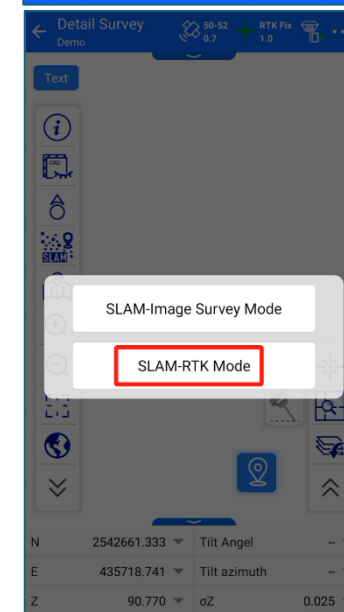 Detail Survey
Demo
50-52
0.7
RTK Fix
1.0
Text
CAD
SLAM
SLAM-Image Survey Mode
SLAM-RTK Mode
N 2542661.333 Tilt Angel --
E 435718.741 Tilt azimuth --
Z 90.770 σZ 0.025